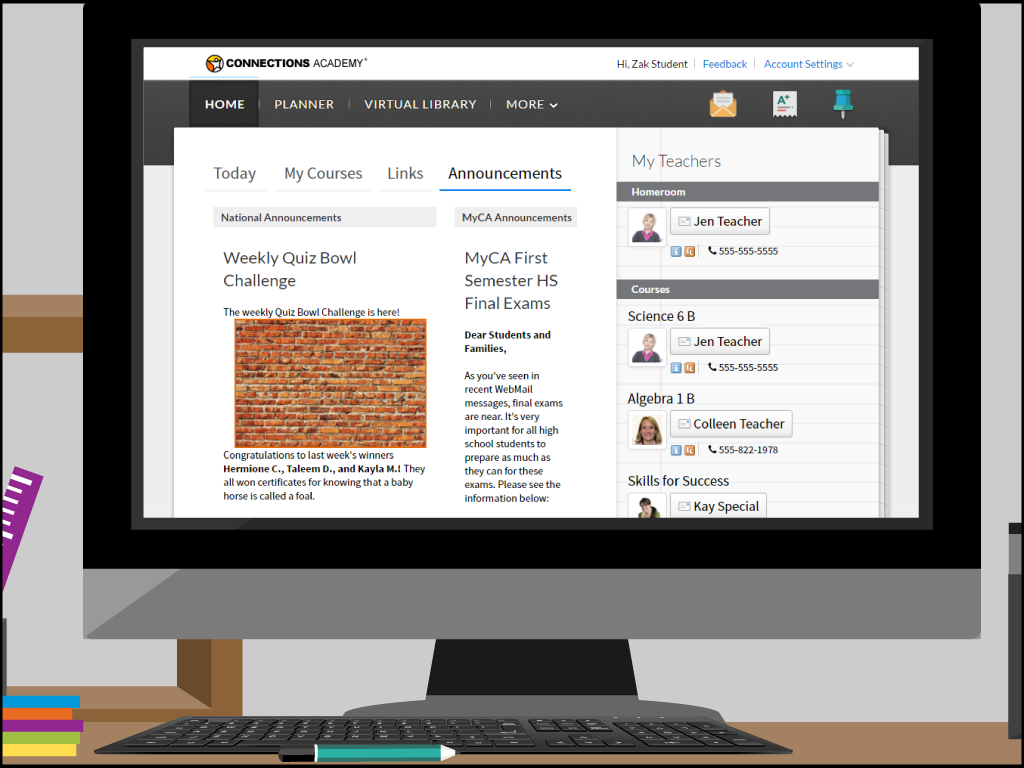 CONNECTIONS ACADEMY®
Hi, Zak Student
Feedback
Account Settings
HOME
PLANNER
VIRTUAL LIBRARY
MORE
A+
Today
My Courses
Links
Announcements
National Announcements
MyCA Announcements
Weekly Quiz Bowl
Challenge
The weekly Quiz Bowl Challenge is here!
Congratulations to last week's winners
Hermione C., Taleem D., and Kayla M.! They
all won certificates for knowing that a baby
horse is called a foal.
MyCA First
Semester HS
Final Exams
Dear Students and
Families,
As you've seen in
recent WebMail
messages, final exams
are near. It's very
important for all high
school students to
prepare as much as
they can for these
exams. Please see the
information below:
My Teachers
Homeroom
Jen Teacher
555-555-5555
Courses
Science 6 B
Jen Teacher
555-555-5555
Algebra 1 B
Colleen Teacher
555-822-1978
Skills for Success
Kay Special